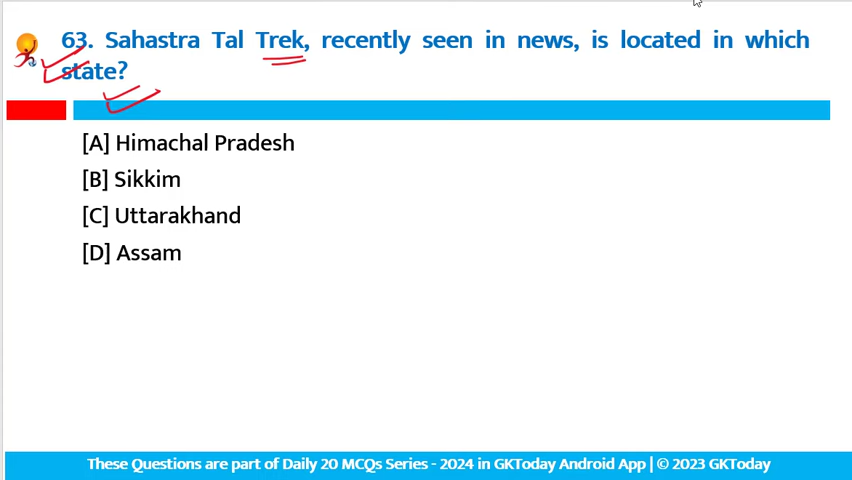 63. Sahastra Tal Trek, recently seen in news, is located in which
state?
[A] Himachal Pradesh
[B] Sikkim
[C] Uttarakhand
[D] Assam
These Questions are part of Daily 20 MCQs Series - 2024 in GKToday Android App | © 2023 GKToday